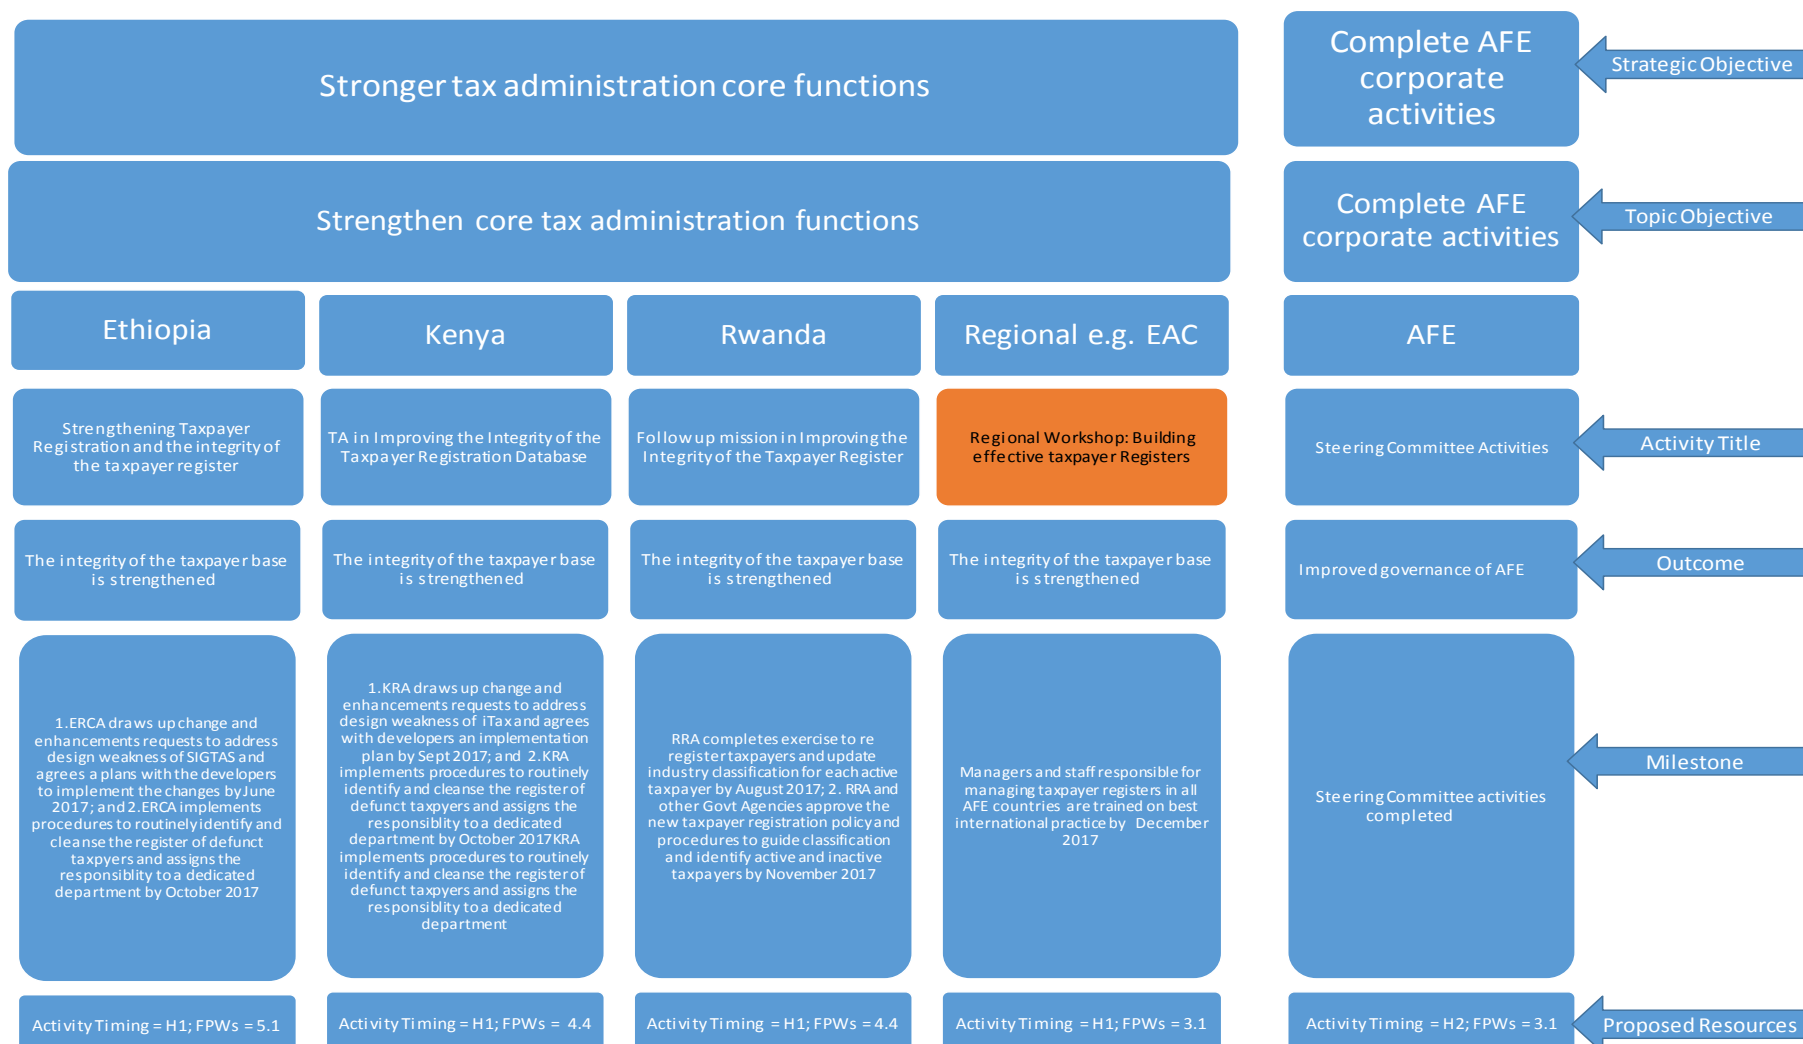 Stronger tax administration core functions
Complete AFE
corporate
activities
Strategic Objective
Strengthen core tax administration functions
Complete AFE
corporate activities
Topic Objective
Ethiopia
Kenya
Rwanda
Regional e.g. EAC
AFE
Strengthening Taxpayer
Registration and the integrity of
the taxpayer register
TA in Improving the Integrity of the
Taxpayer Registration Database
Follow up mission in Improving the
Integrity of the Taxpayer Register
Regional Workshop: Building
effective taxpayer Registers
Steering Committee Activities
Activity Title
The integrity of the taxpayer base
is strengthened
The integrity of the taxpayer base
is strengthened
The integrity of the taxpayer base
is strengthened
The integrity of the taxpayer base
is strengthened
Improved governance of AFE
Outcome
1.ERCA draws up change and
enhancements requests to address
design weakness of SIGTAS and
agrees a plans with the developers
to implement the changes by June
2017; and 2.ERCA implements
procedures to routinely identify and
cleanse the register of defunct
taxpyers and assigns the
responsiblity to a dedicated
department by October 2017
1.KRA draws up change and
enhancements requests to address
design weakness of iTax and agrees
with developers an implementation
plan by Sept 2017; and 2.KRA
implements procedures to routinely
identify and cleanse the register of
defunct taxpyers and assigns the
responsiblity to a dedicated
department by October 2017KRA
implements procedures to routinely
identify and cleanse the register of
defunct taxpyers and assigns the
responsiblity to a dedicated
department
RRA completes exercise to re
register taxpayers and update
industry classification for each active
taxpayer by August 2017; 2. RRA and
other Govt Agencies approve the
new taxpayer registration policy and
procedures to guide classification
and identify active and inactive
taxpayers by November 2017
Managers and staff responsible for
managing taxpayer registers in all
AFE countries are trained on best
international practice by December
2017
Steering Committee activities
completed
Milestone
Activity Timing = H1; FPWs = 5.1
Activity Timing = H1; FPWs = 4.4
Activity Timing = H1; FPWs = 4.4
Activity Timing = H1; FPWs = 3.1
Activity Timing = H2; FPWs = 3.1
Proposed Resources